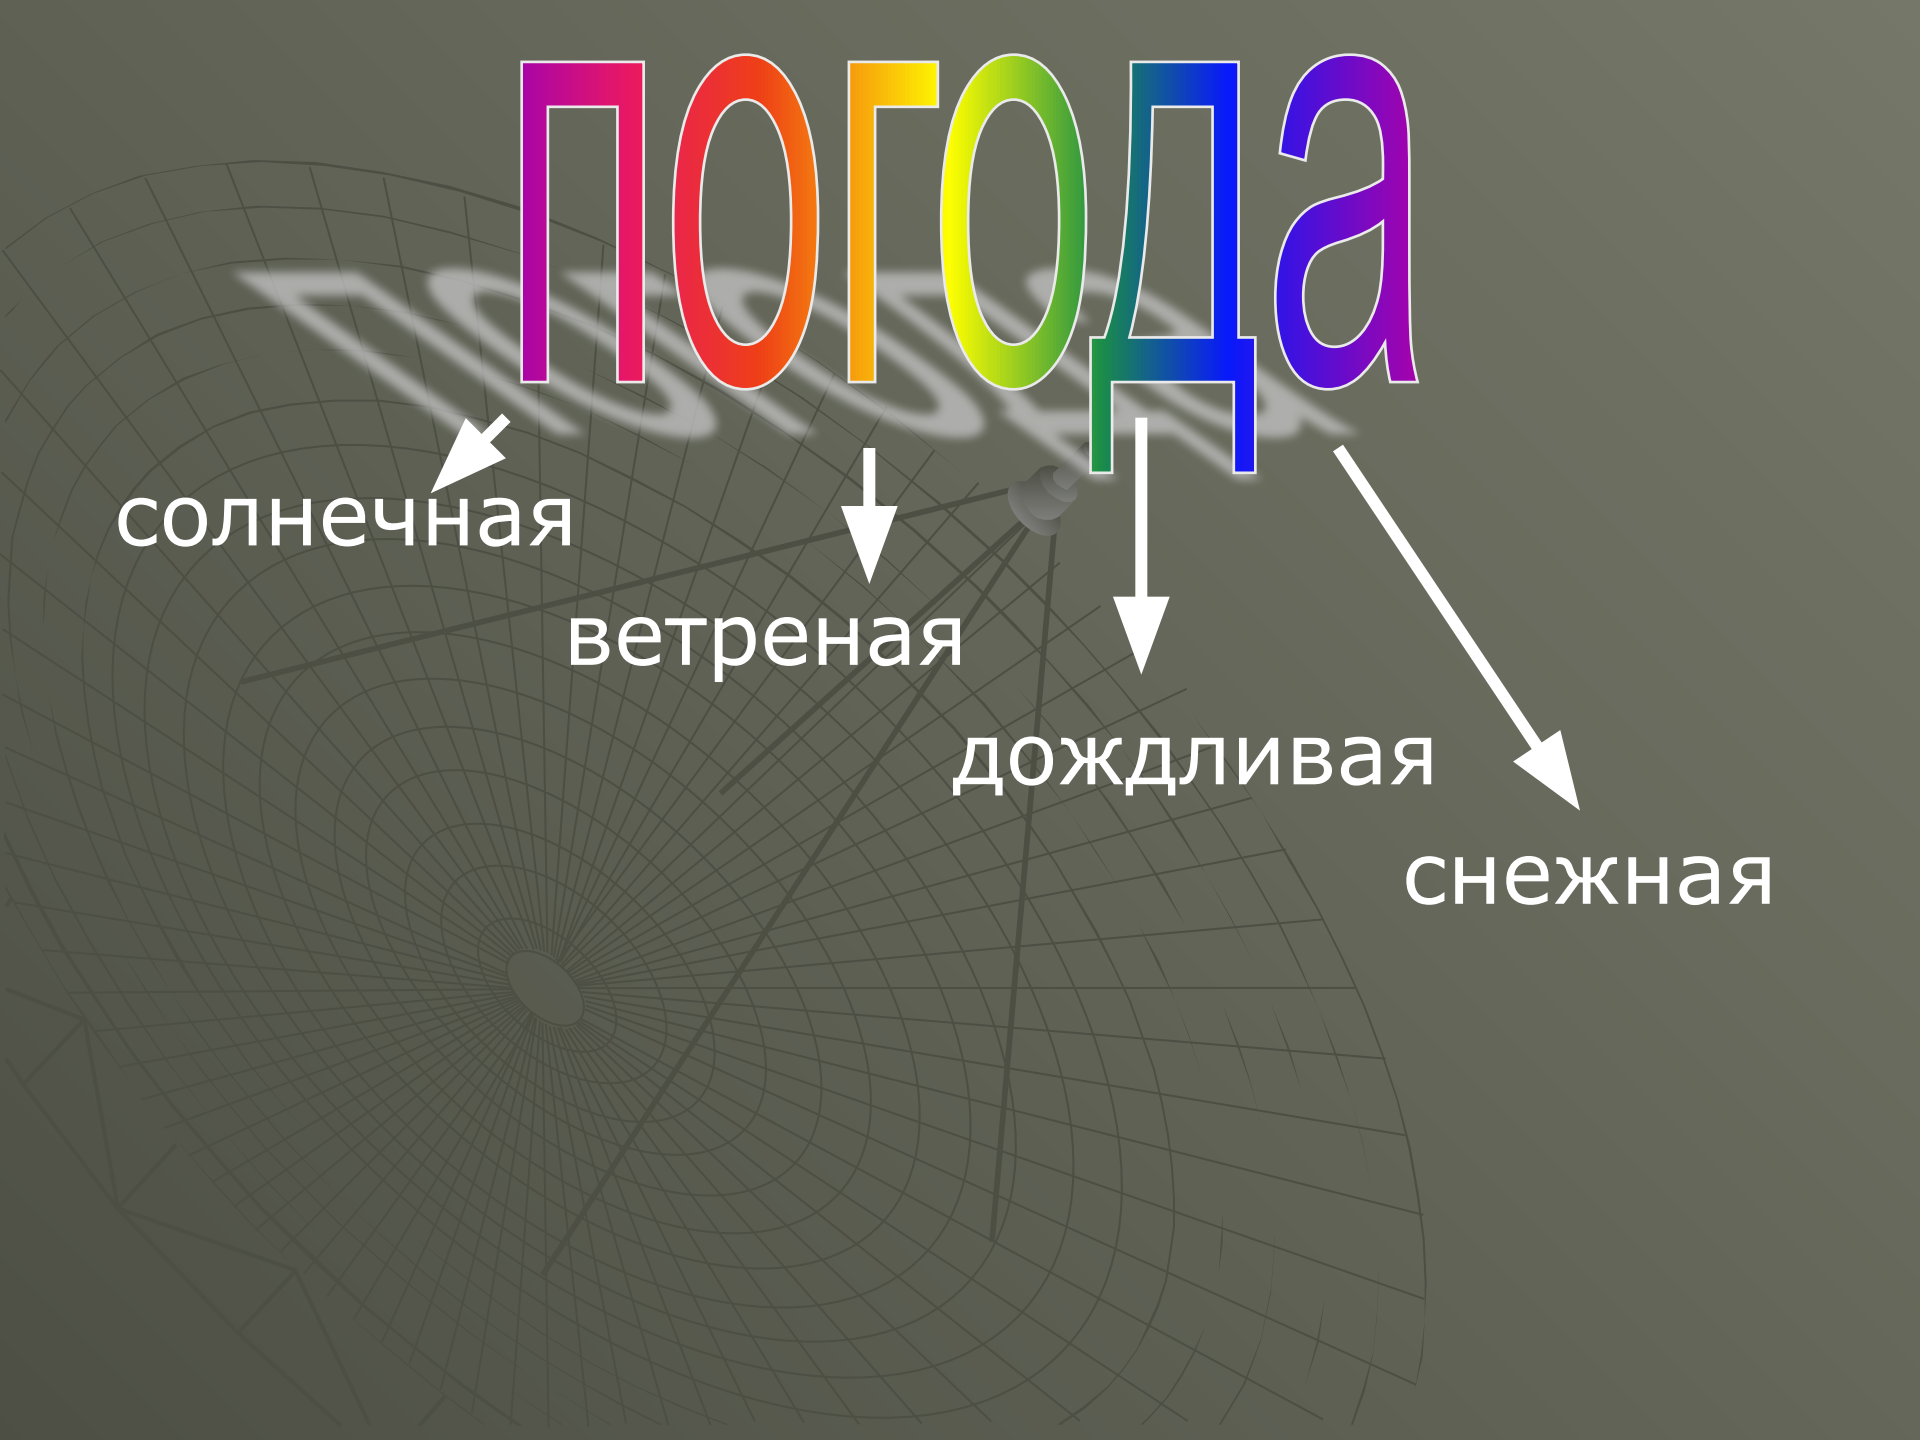 погода
солнечная
ветреная
дождливая
снежная